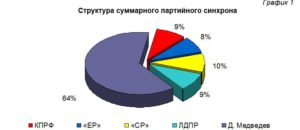 График 1
Структура суммарного партийного синхрона
9%
8%
10%
9%
64%
КПРФ «ЕР» «СР» ЛДПР Д. Медведев